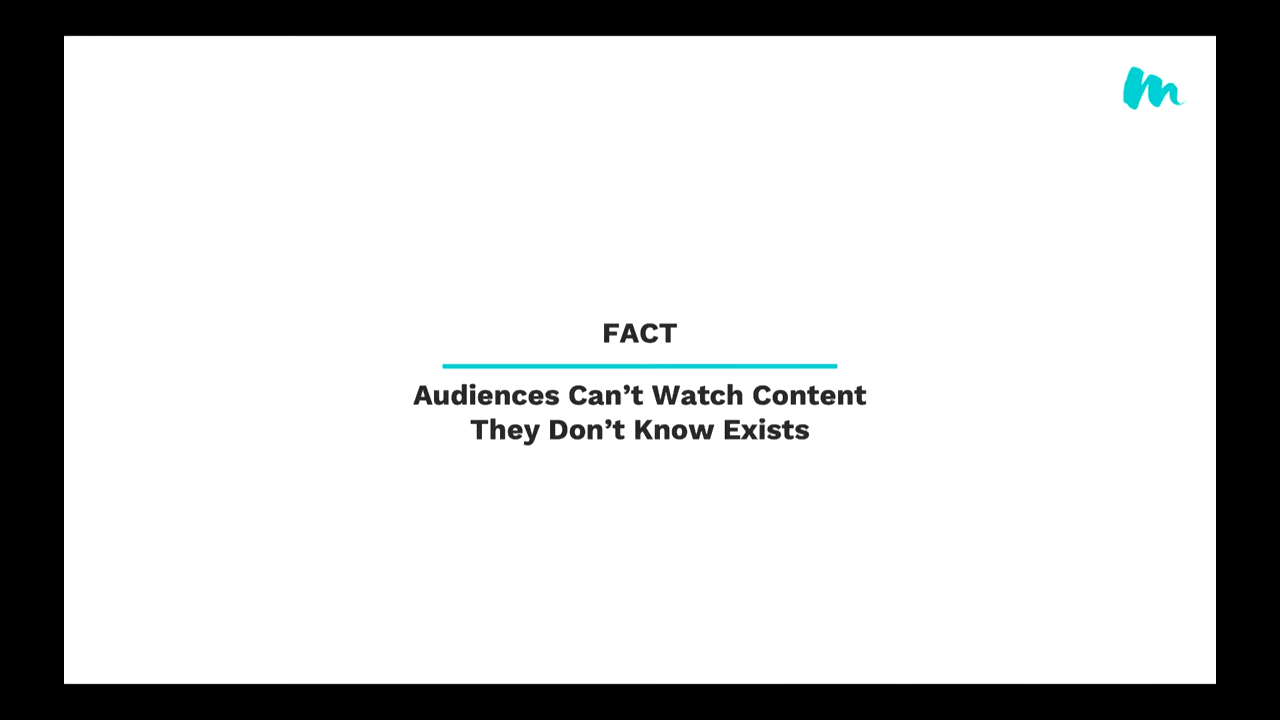 FACT
Audiences Can’t Watch Content
They Don’t Know Exists